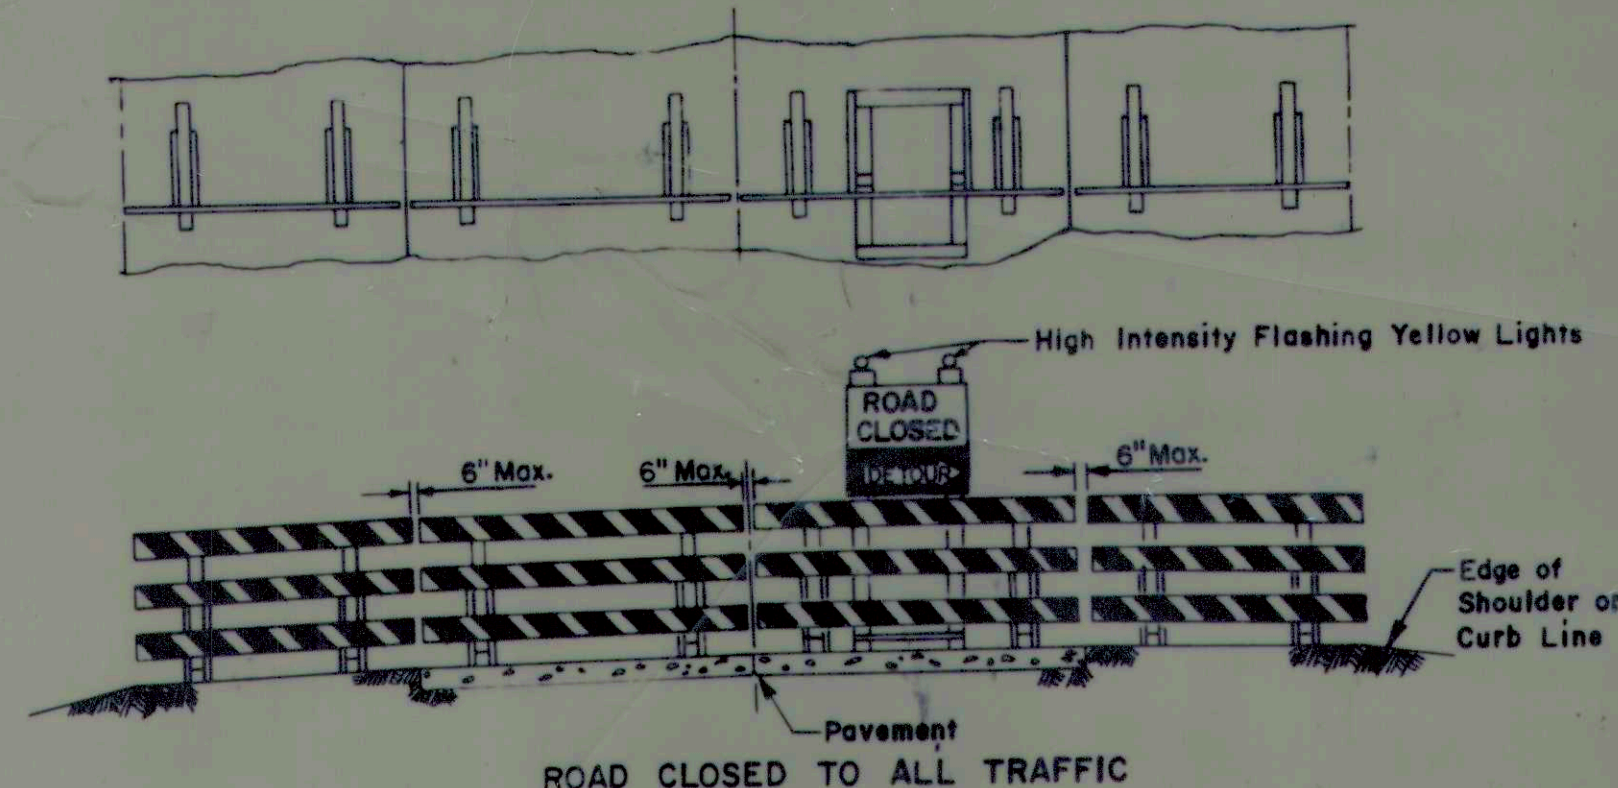 High Intensity Flashing Yellow Lights
ROAD
CLOSED
DETOUR
6" Max.
6" Max.
6" Max.
Edge of
Shoulder or
Curb Line
Pavement
ROAD CLOSED TO ALL TRAFFIC